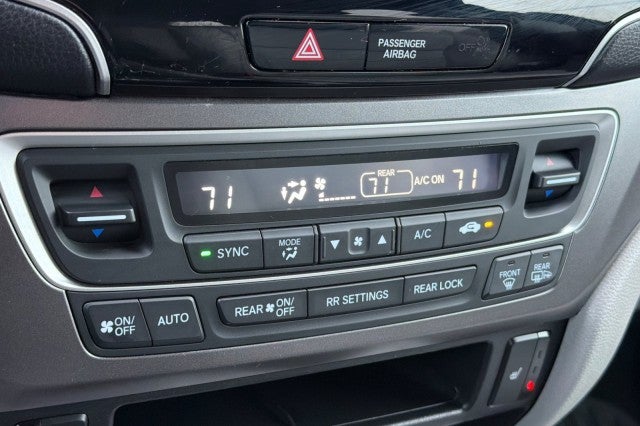 PASSENGER
AIRBAG OFF
71 REAR 71 A/C ON 71
SYNC MODE A/C
FRONT REAR
ON/OFF AUTO REAR ON/OFF RR SETTINGS REAR LOCK